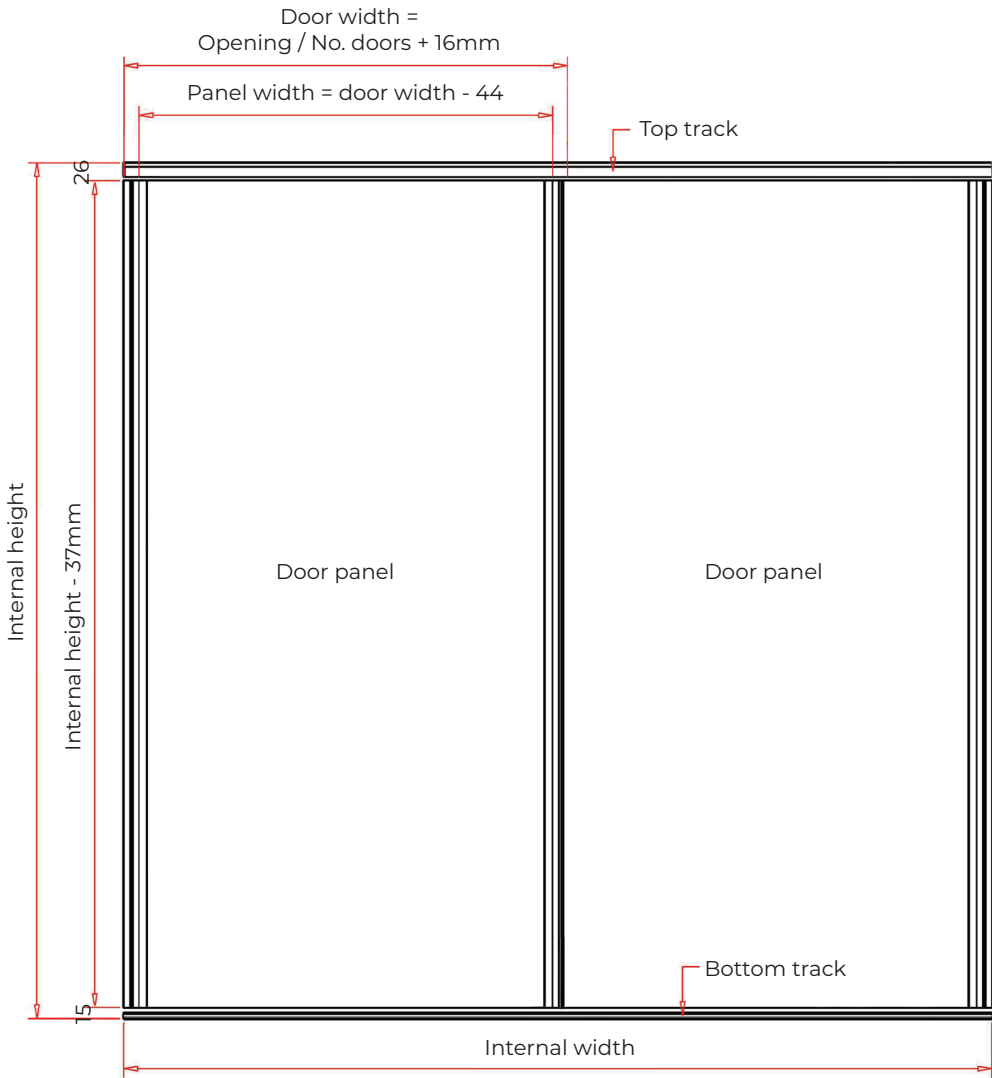 Door width =
Opening / No. doors + 16mm
Panel width = door width - 44
Top track
26
Internal height
Internal height - 37mm
Door panel
Door panel
Bottom track
15
Internal width